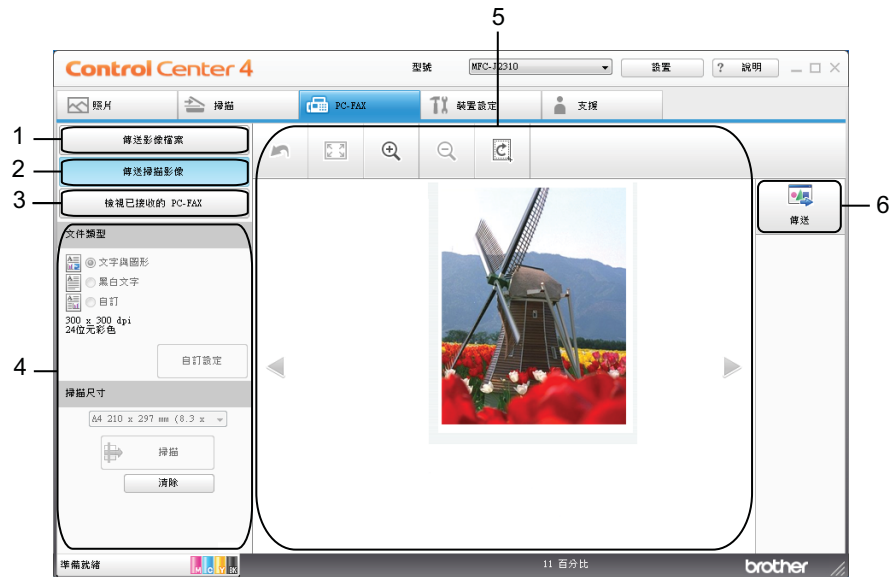 5
Control Center 4
型號
MFC-J2310
設置
? 說明
照片
掃描
PC-FAX
裝置設定
支援
1
傳送影像檔案
2
傳送掃描影像
3
檢視已接收的 PC-FAX
6
傳送
文件類型
文字與圖形
黑白文字
自訂
300 x 300 dpi
24位元彩色
4
自訂設定
掃描尺寸
A4 210 x 297 mm (8.3 x
掃描
清除
準備就緒
M C Y BK
11 百分比
brother